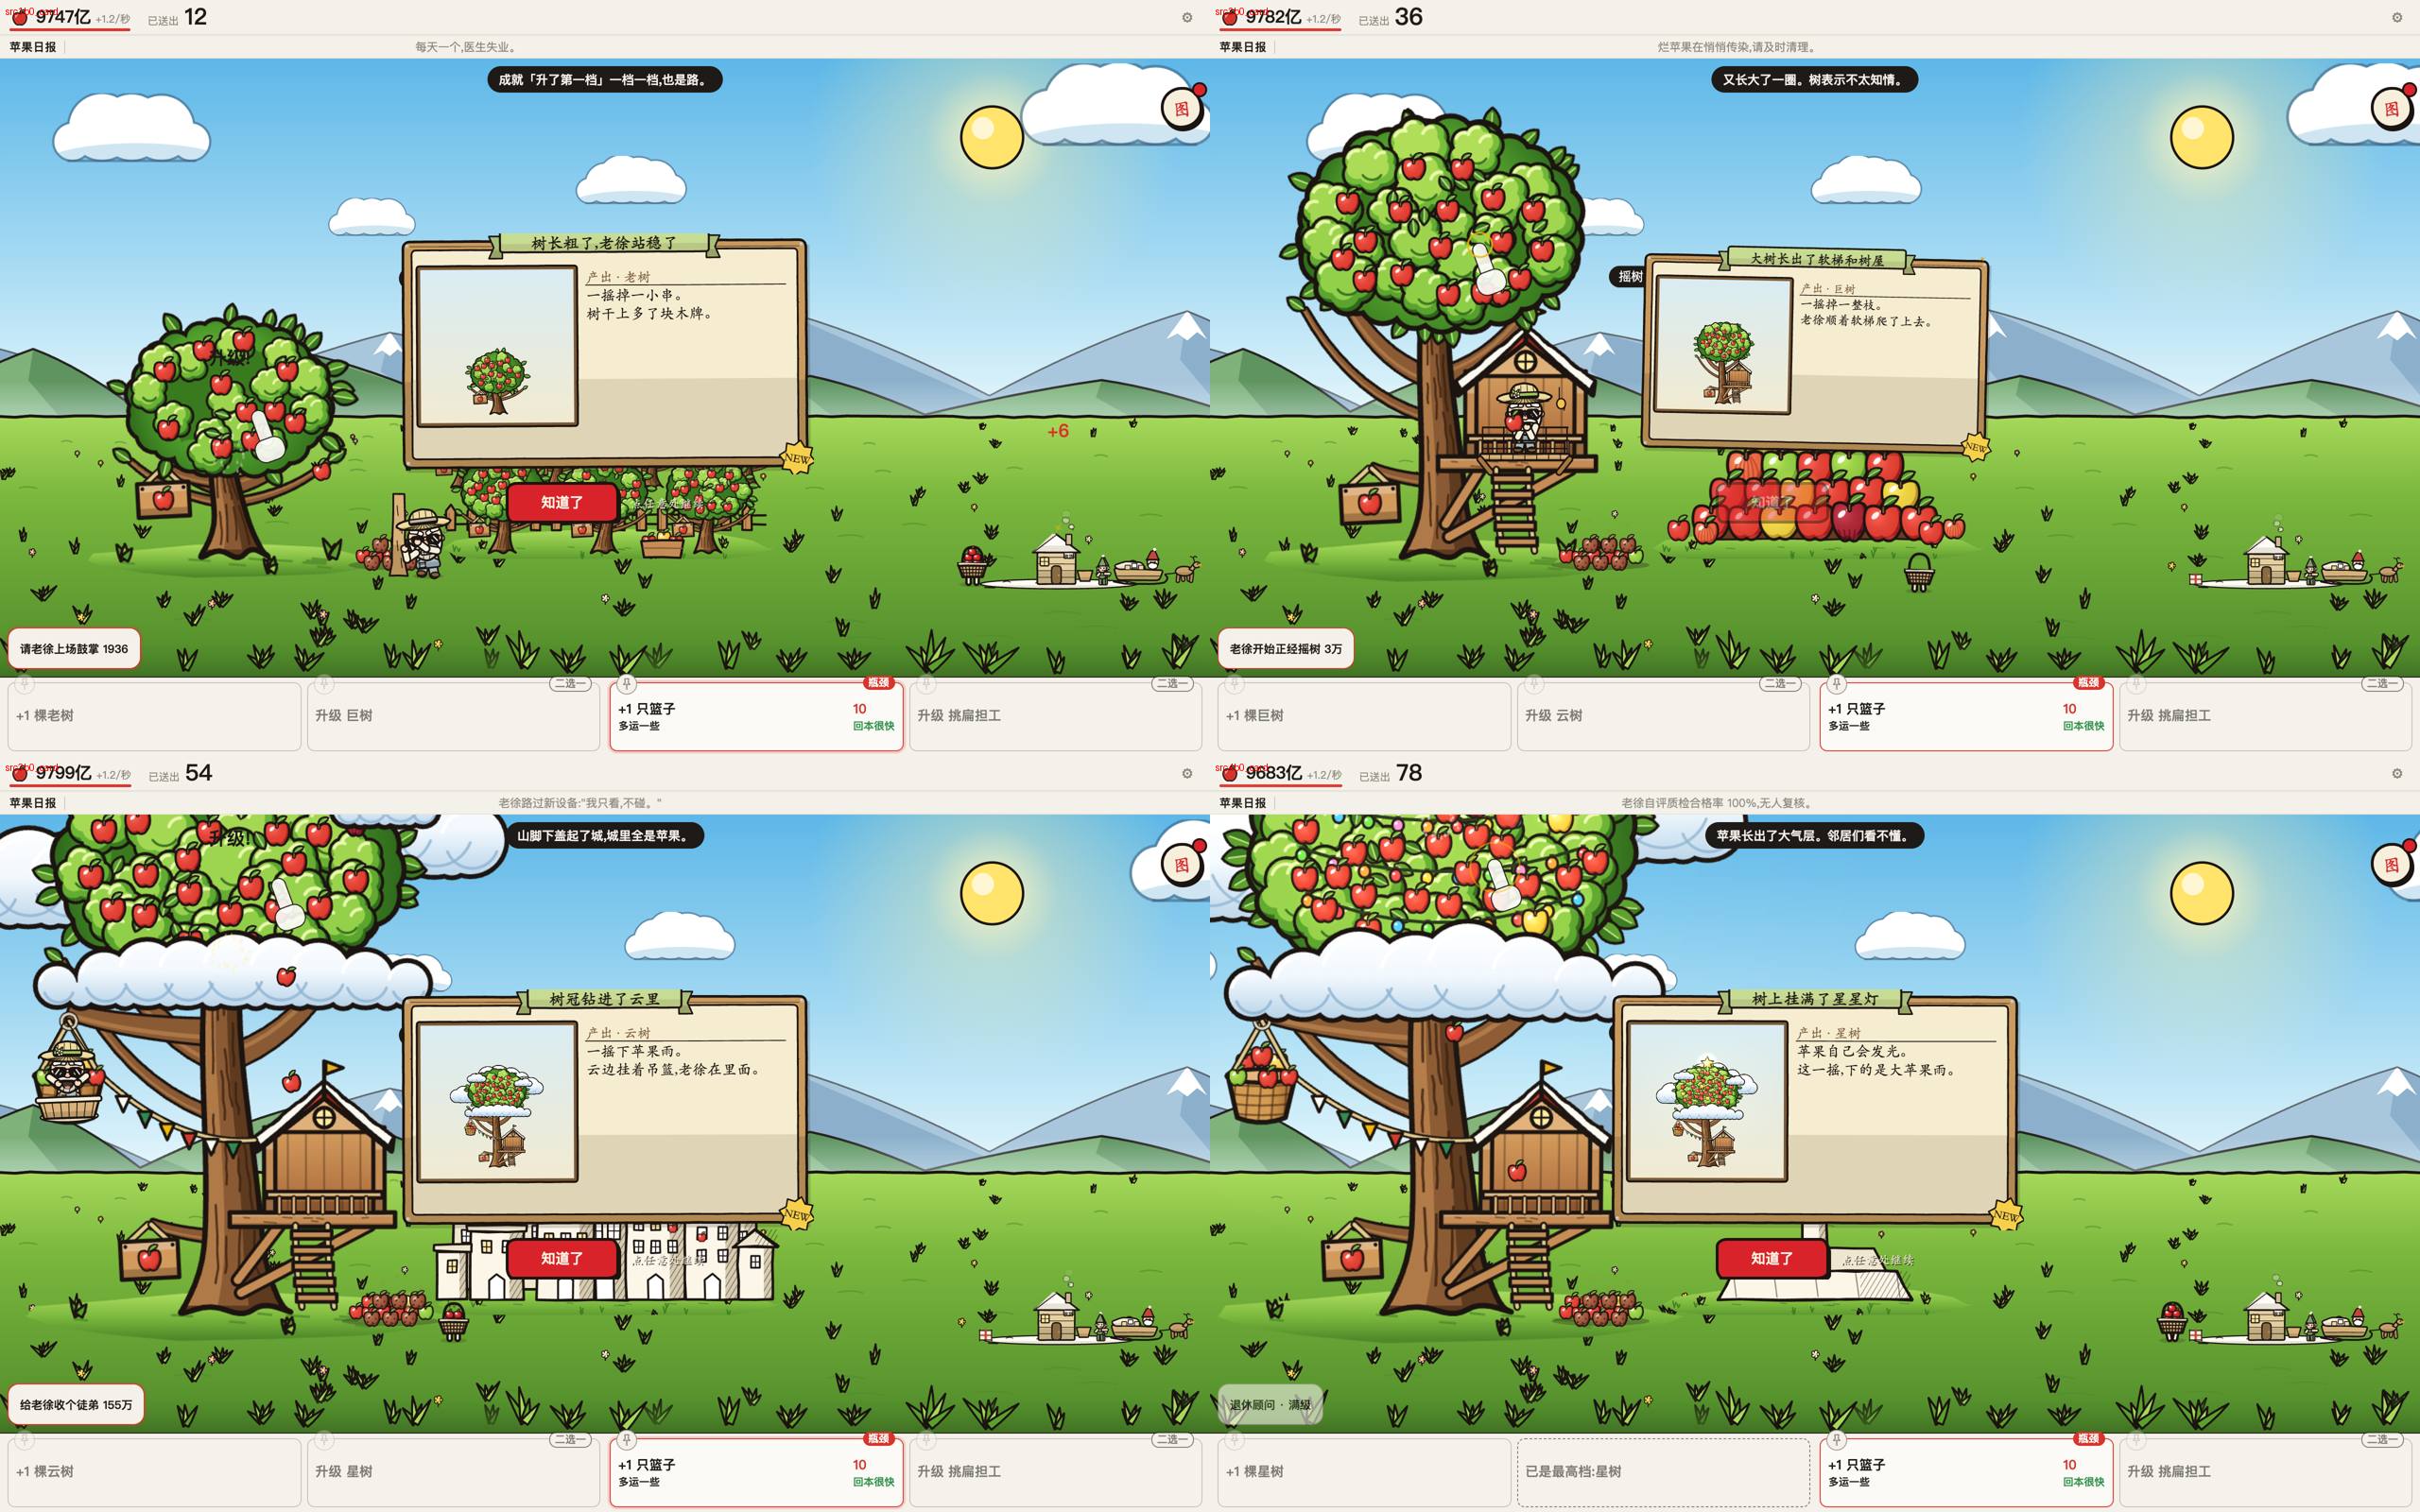 9747亿 +1.2/秒 已送出 12
苹果日报 每天一个,医生失业。
成就「升了第一档」一档一档,也是路。
图
树长粗了,老徐站稳了
产出·老树
一摇掉一小串。
树干上多了块木牌。
升级!
+6
NEW
知道了 点任意处继续
请老徐上场鼓掌 1936
+1 棵老树
二选一
升级 巨树
瓶颈
+1 只篮子 10
多运一些 回本很快
二选一
升级 挑扁担工
9782亿 +1.2/秒 已送出 36
苹果日报 烂苹果在悄悄传染,请及时清理。
又长大了一圈。树表示不太知情。
图
大树长出了软梯和树屋
摇树
产出·巨树
一摇掉一整枝。
老徐顺着软梯爬了上去。
NEW
知道了
老徐开始正经摇树 3万
+1 棵巨树
二选一
升级 云树
瓶颈
+1 只篮子 10
多运一些 回本很快
二选一
升级 挑扁担工
9799亿 +1.2/秒 已送出 54
苹果日报 老徐路过新设备:"我只看,不碰。"
升级!
山脚下盖起了城,城里全是苹果。
图
树冠钻进了云里
产出·云树
一摇下苹果雨。
云边挂着吊篮,老徐在里面。
NEW
知道了 点任意处继续
给老徐收个徒弟 155万
+1 棵云树
二选一
升级 星树
瓶颈
+1 只篮子 10
多运一些 回本很快
二选一
升级 挑扁担工
9683亿 +1.2/秒 已送出 78
苹果日报 老徐自评质检合格率 100%,无人复核。
苹果长出了大气层。邻居们看不懂。
图
树上挂满了星星灯
产出·星树
苹果自己会发光。
这一摇,下的是大苹果雨。
NEW
知道了 点任意处继续
退休顾问 · 满级
+1 棵星树
已是最高档:星树
瓶颈
+1 只篮子 10
多运一些 回本很快
二选一
升级 挑扁担工